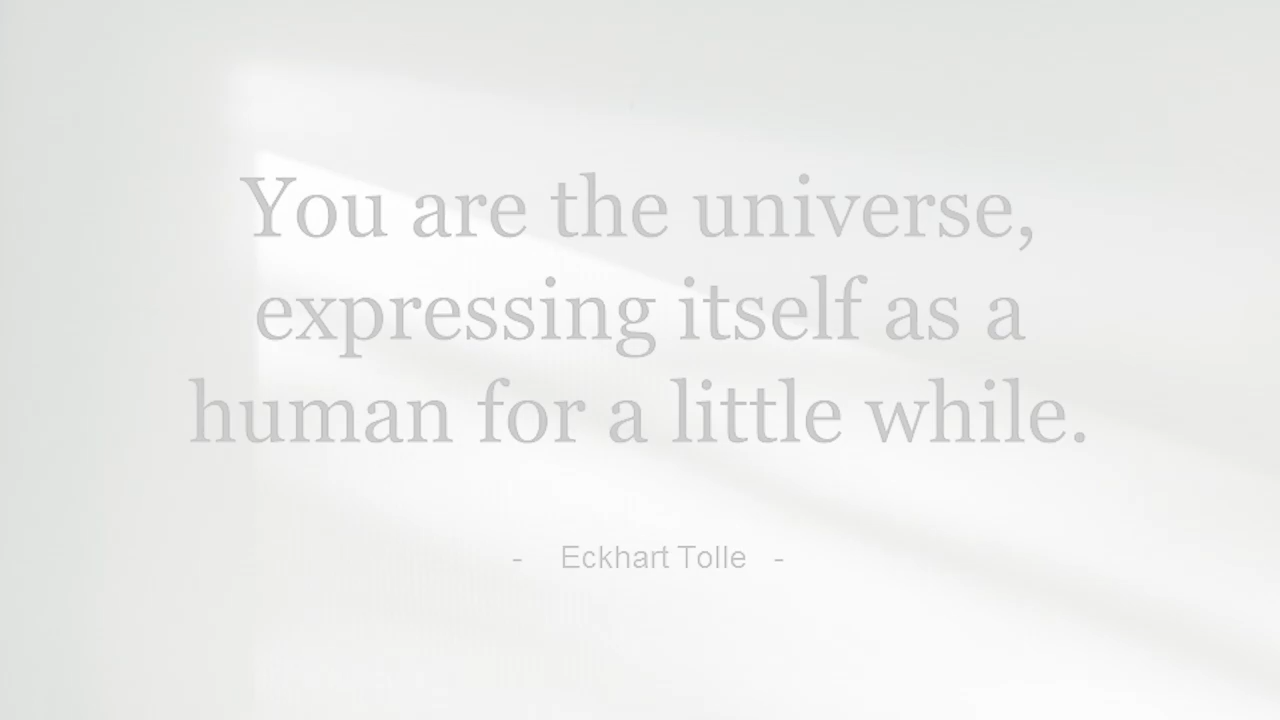 You are the universe,
expressing itself as a
human for a little while.
- Eckhart Tolle -